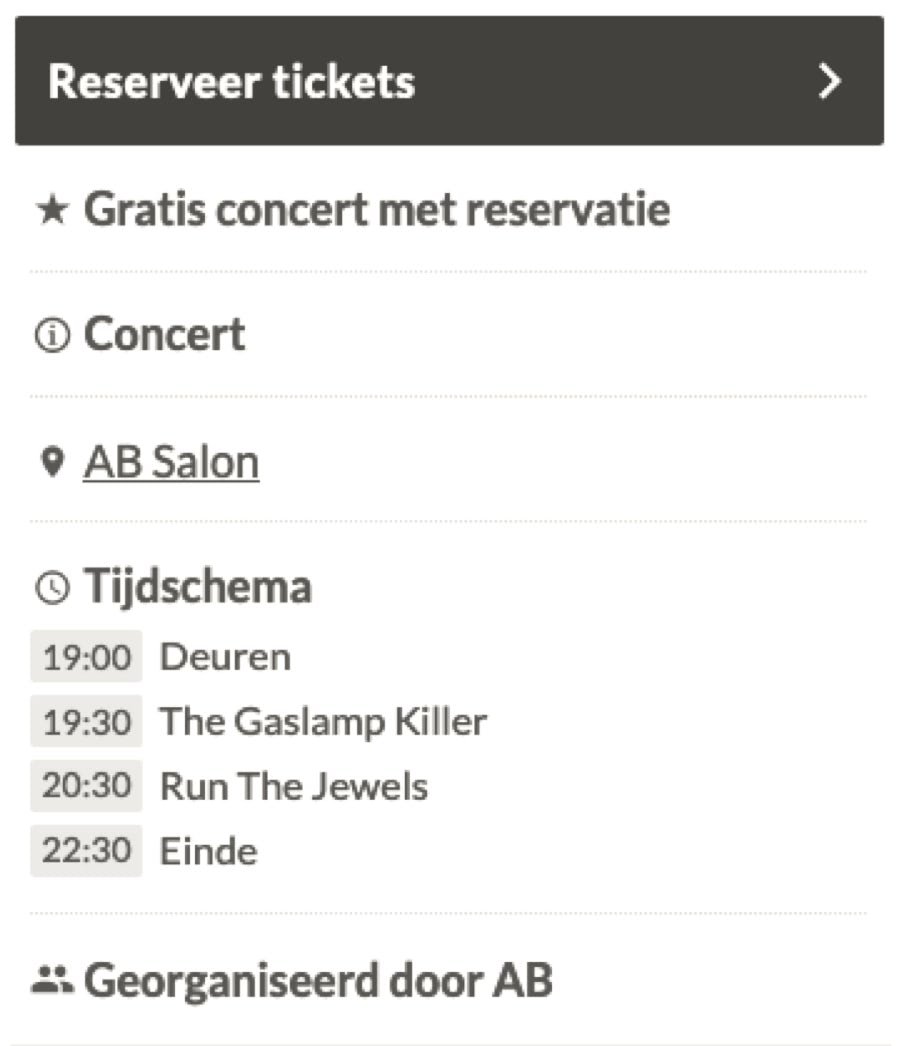 Reserveer tickets
Gratis concert met reservatie
Concert
AB Salon
Tijdschema
19:00 Deuren
19:30 The Gaslamp Killer
20:30 Run The Jewels
22:30 Einde
Georganiseerd door AB